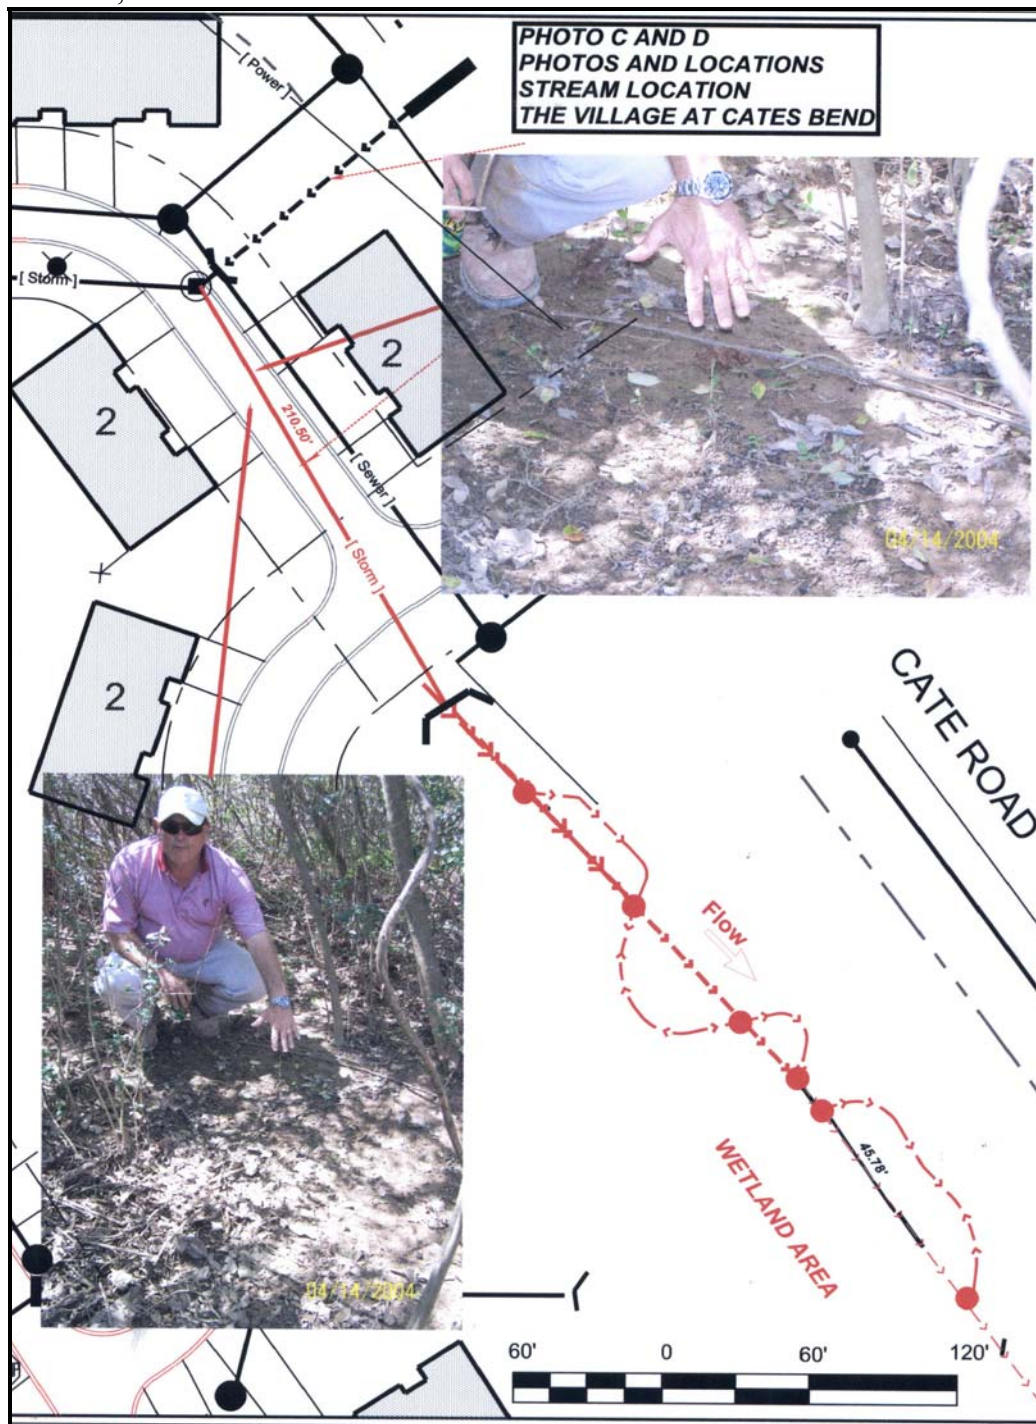 PHOTO C AND D
PHOTOS AND LOCATIONS
STREAM LOCATION
THE VILLAGE AT CATES BEND
[ Power ]
[ Storm ]
2
2
210.50'
[ Sewer ]
04/14/2004
[ Storm ]
2
CATE ROAD
Flow
45.78'
WETLAND AREA
04/14/2004
60'
0
60'
120'